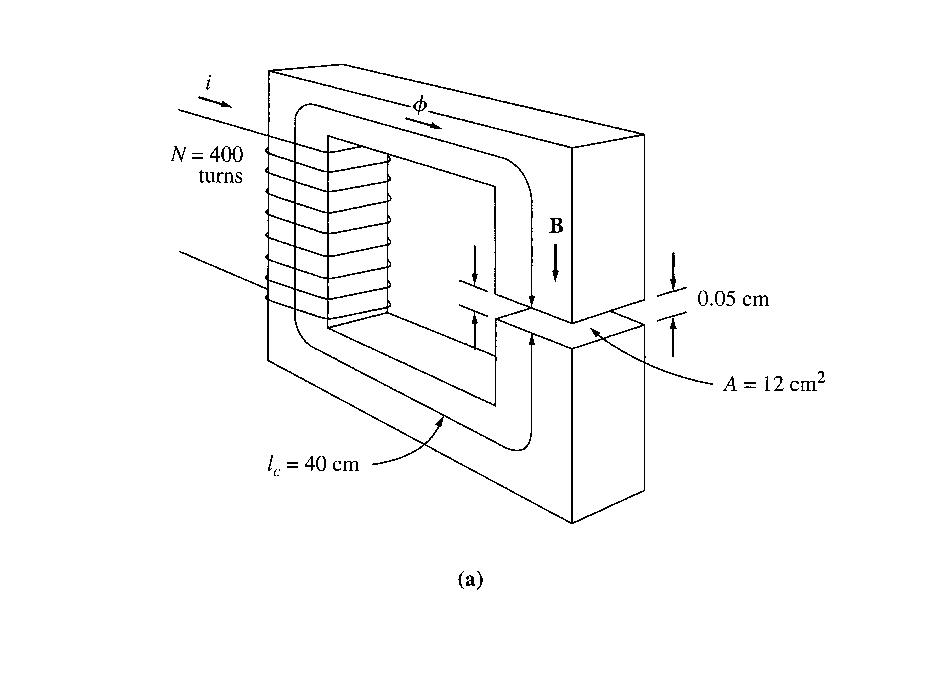 i
ϕ
N = 400
turns
B
0.05 cm
A = 12 cm²
l_c = 40 cm
(a)